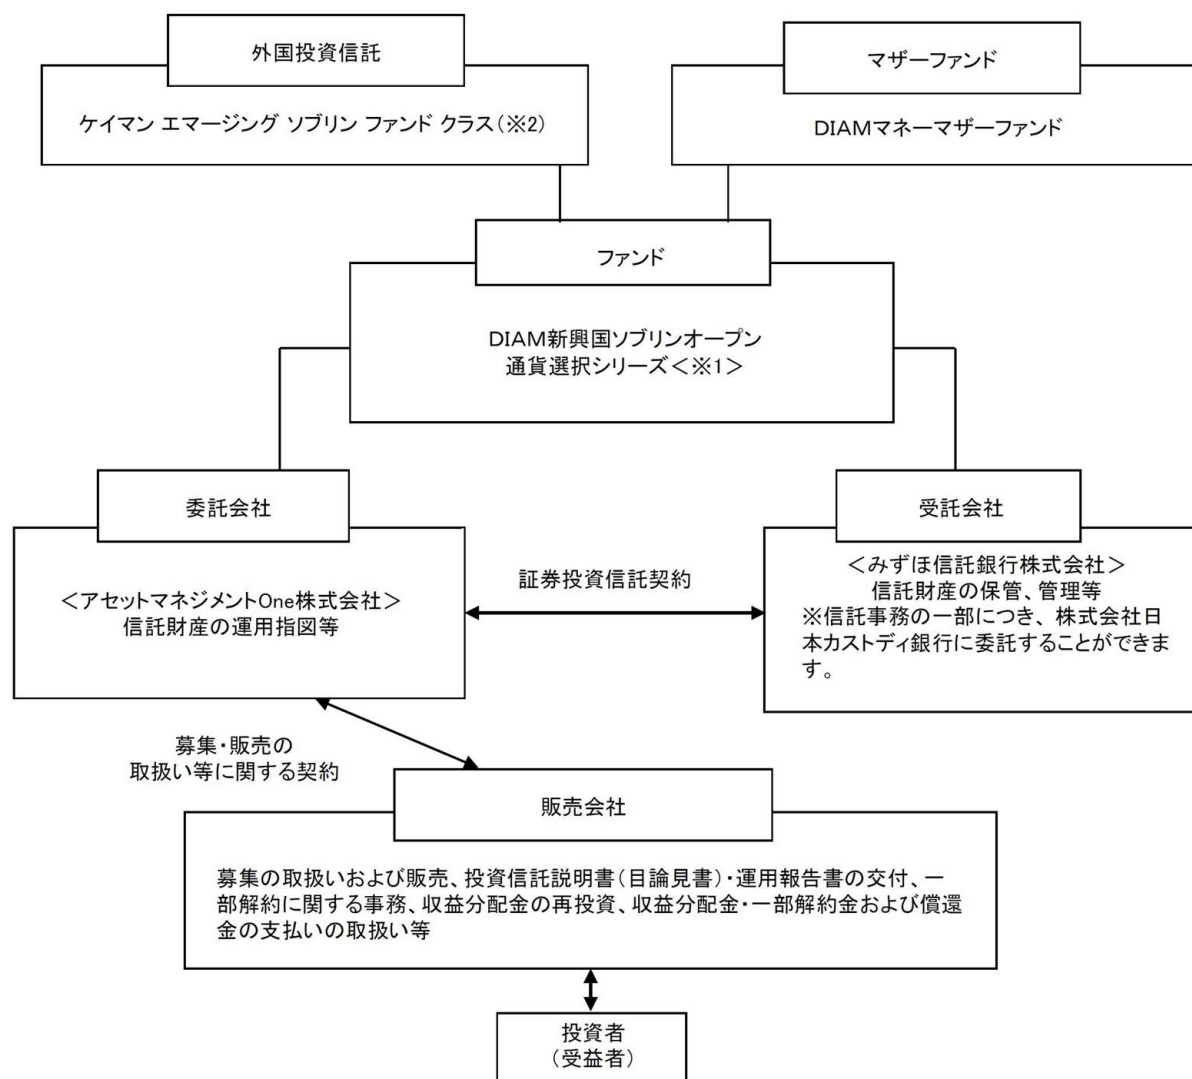 外国投資信託
マザーファンド
ケイマン エマージング ソブリン ファンド クラス(※2)
DIAMマネーマザーファンド
ファンド
DIAM新興国ソブリンオープン
通貨選択シリーズ<※1>
委託会社
受託会社
<アセットマネジメントOne株式会社>
信託財産の運用指図等
証券投資信託契約
<みずほ信託銀行株式会社>
信託財産の保管、管理等
※信託事務の一部につき、株式会社日
本カストディ銀行に委託することができま
す。
募集・販売の
取扱い等に関する契約
販売会社
募集の取扱いおよび販売、投資信託説明書(目論見書)・運用報告書の交付、一
部解約に関する事務、収益分配金の再投資、収益分配金・一部解約金および償還
金の支払いの取扱い等
投資者
(受益者)